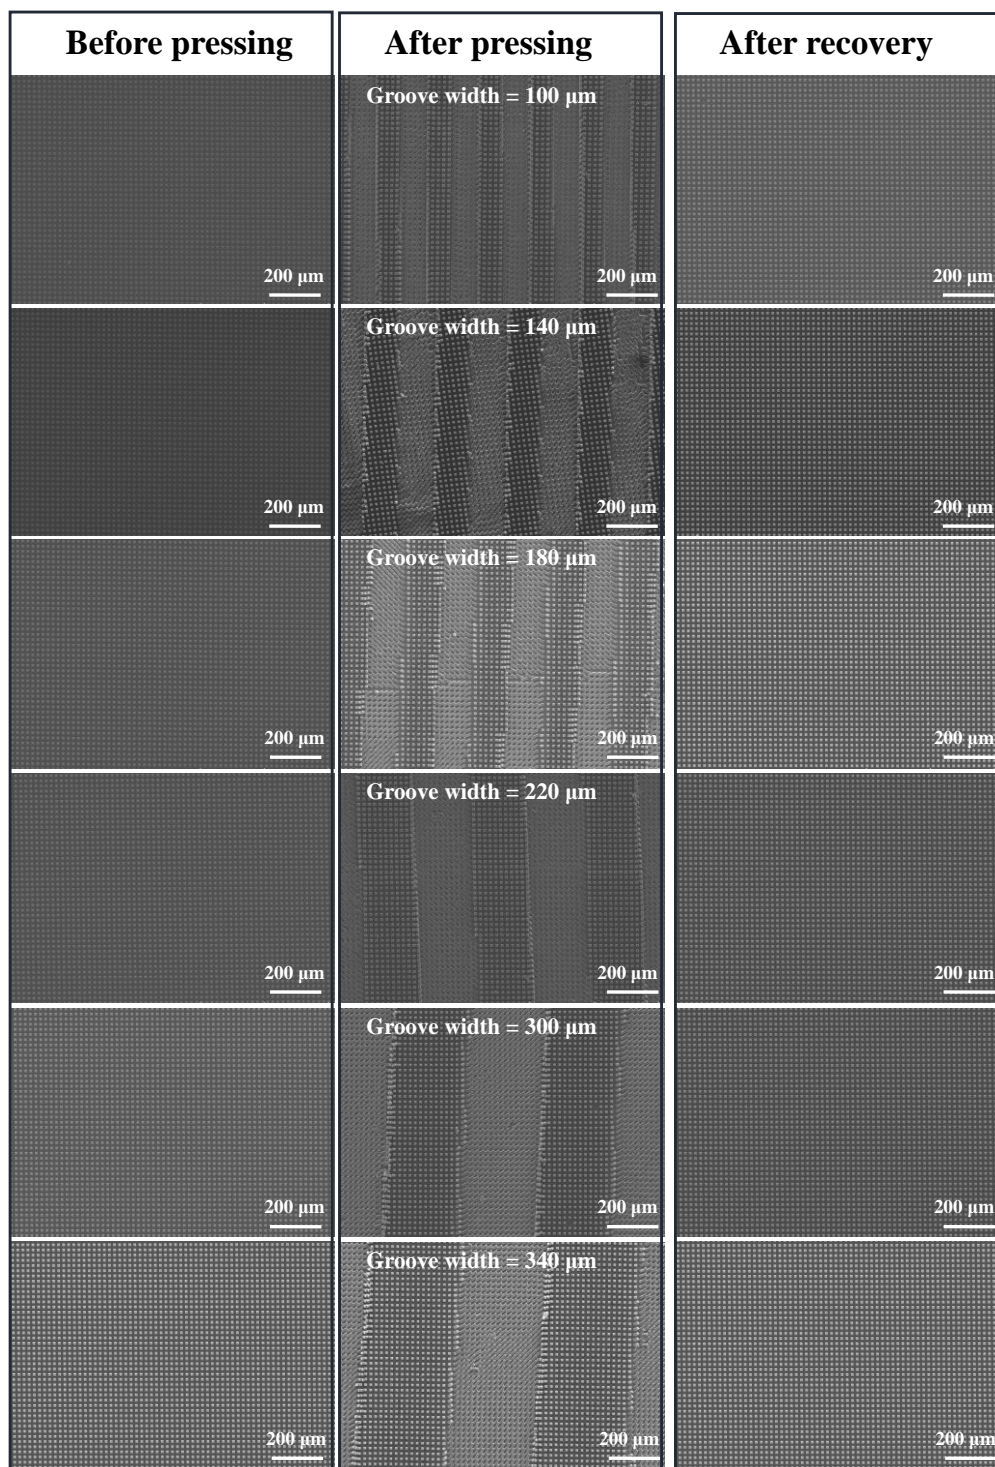 Before pressing
After pressing
After recovery
Groove width = 100 μm
200 μm
200 μm
200 μm
Groove width = 140 μm
200 μm
200 μm
200 μm
Groove width = 180 μm
200 μm
200 μm
200 μm
Groove width = 220 μm
200 μm
200 μm
200 μm
Groove width = 300 μm
200 μm
200 μm
200 μm
Groove width = 340 μm
200 μm
200 μm
200 μm